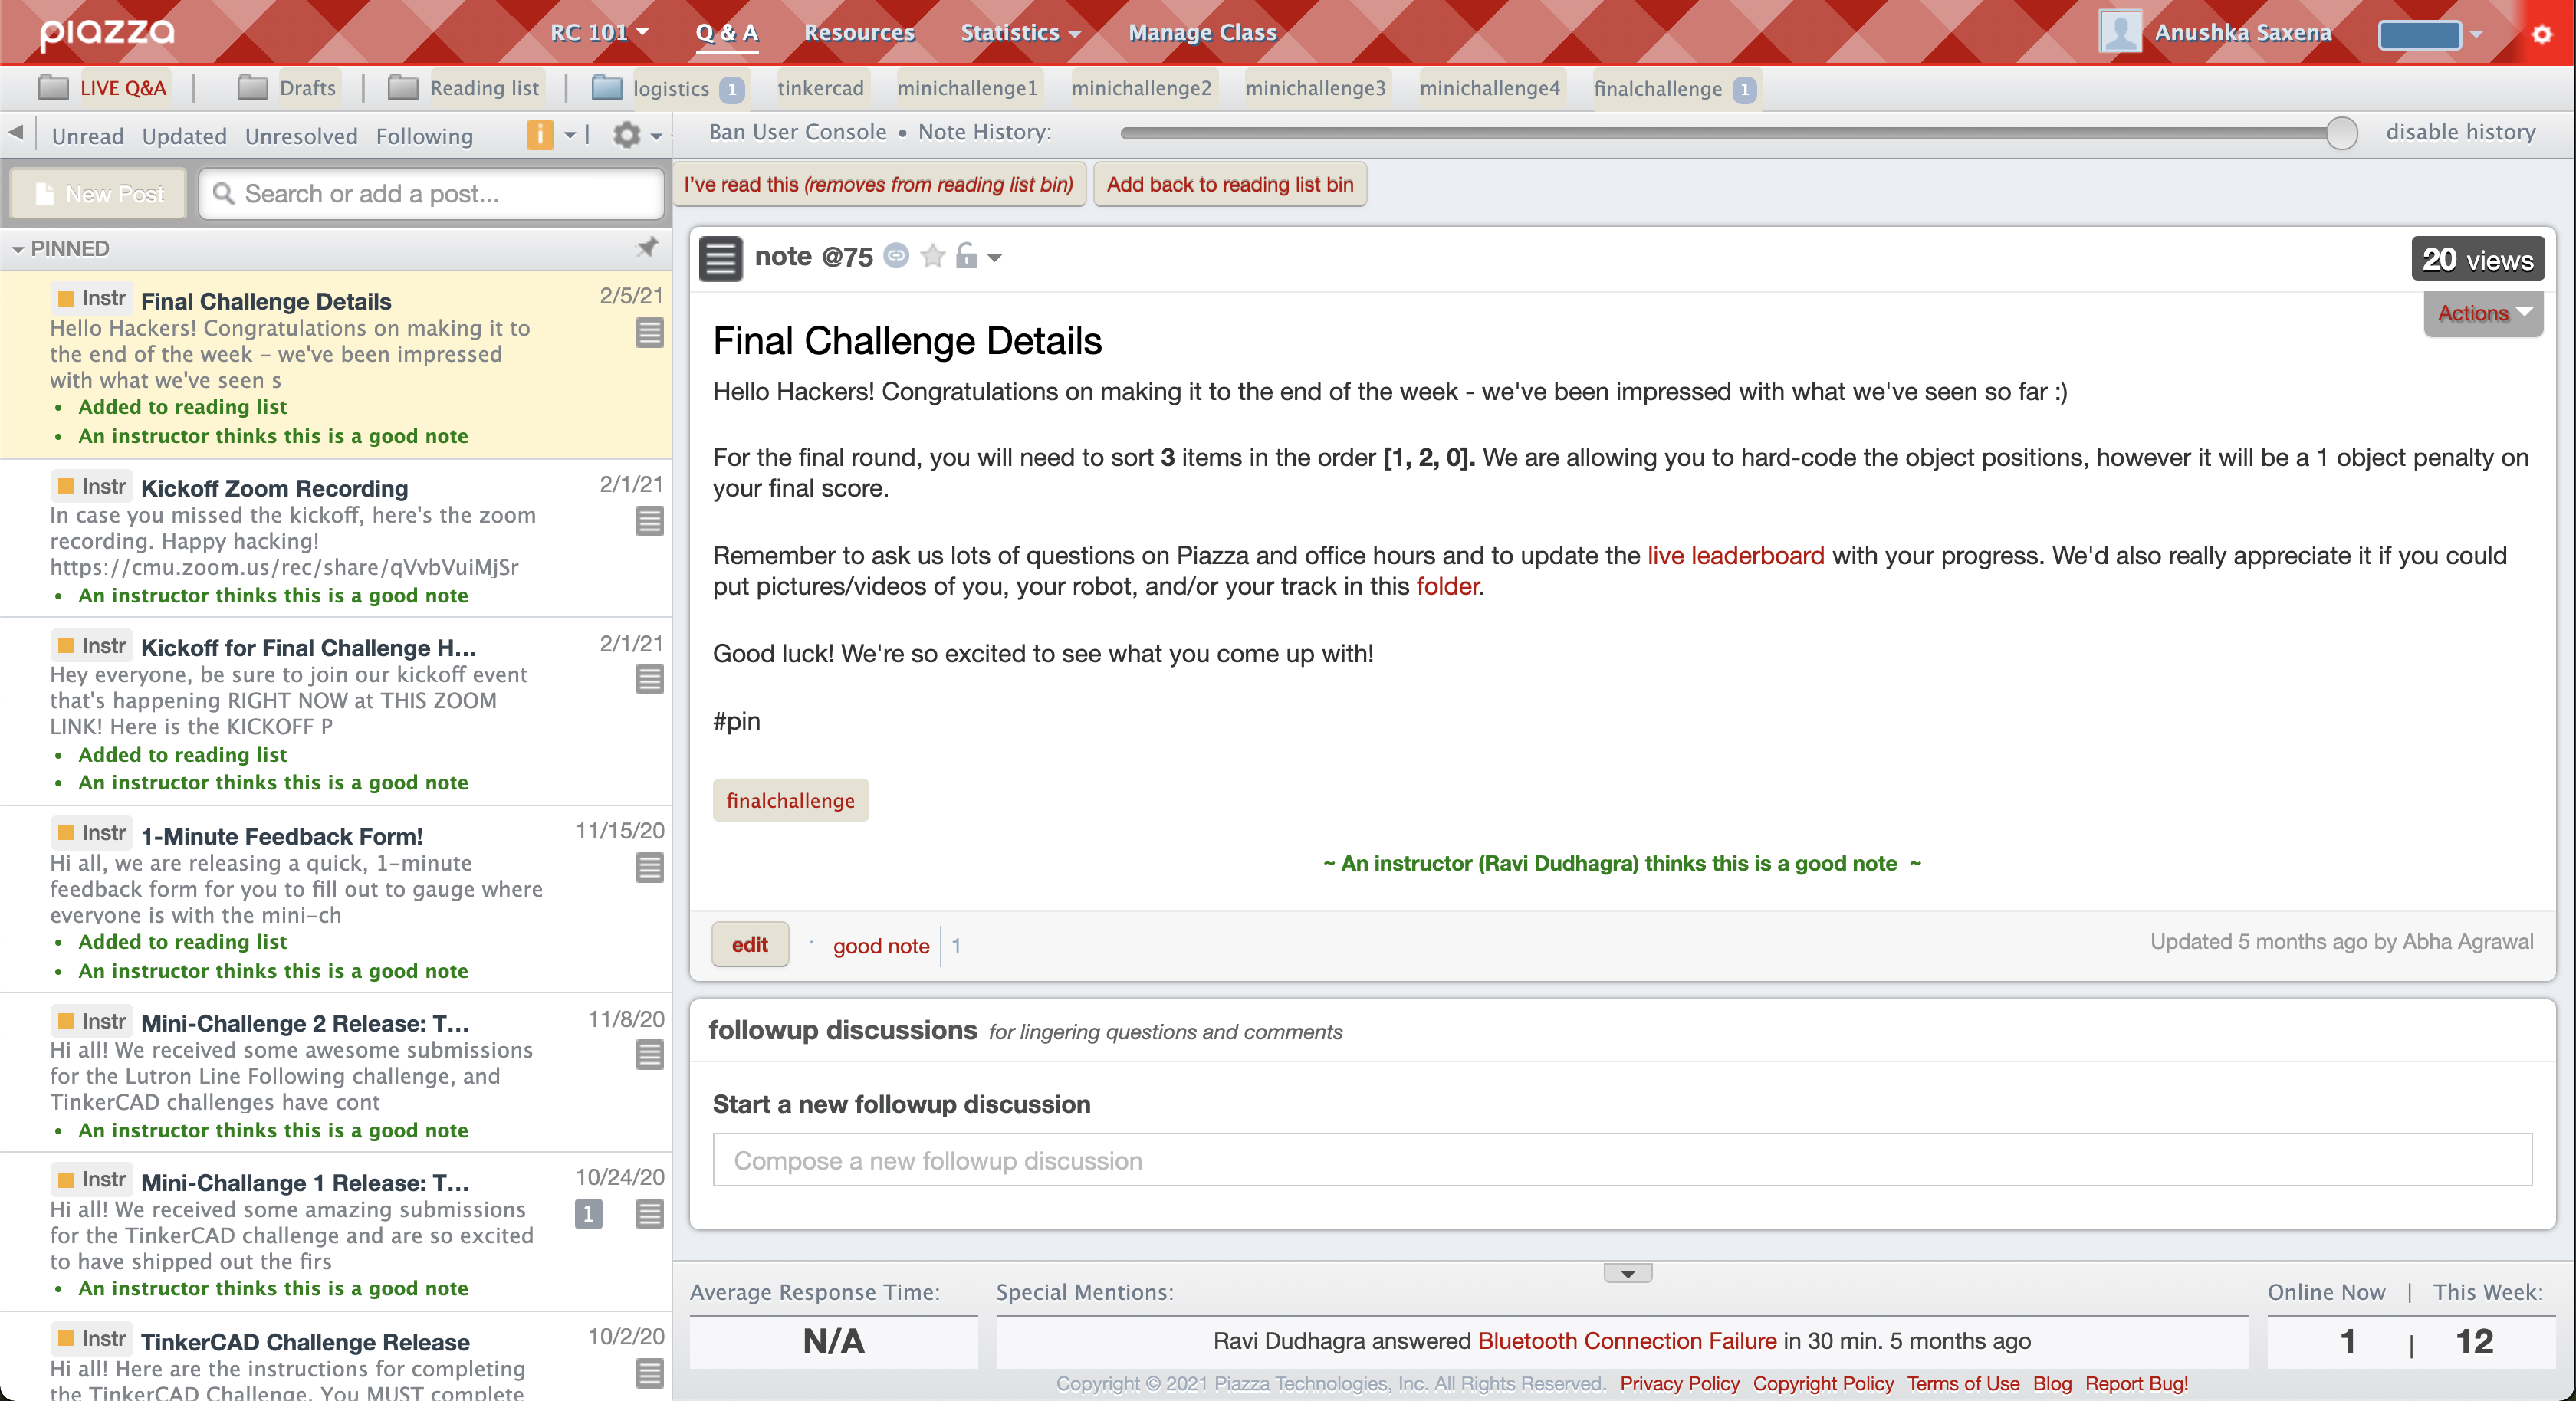 piazza
RC 101
Q & A
Resources
Statistics
Manage Class
Anushka Saxena
LIVE Q&A
Drafts
Reading list
logistics 1
tinkercad
minichallenge1
minichallenge2
minichallenge3
minichallenge4
finalchallenge 1
Unread
Updated
Unresolved
Following
i
Ban User Console • Note History:
disable history
New Post
Search or add a post...
I've read this (removes from reading list bin)
Add back to reading list bin
PINNED
Instr Final Challenge Details 2/5/21
Hello Hackers! Congratulations on making it to
the end of the week – we've been impressed
with what we've seen s
• Added to reading list
• An instructor thinks this is a good note
Instr Kickoff Zoom Recording 2/1/21
In case you missed the kickoff, here's the zoom
recording. Happy hacking!
https://cmu.zoom.us/rec/share/qVvbVuiMjSr
• An instructor thinks this is a good note
Instr Kickoff for Final Challenge H... 2/1/21
Hey everyone, be sure to join our kickoff event
that's happening RIGHT NOW at THIS ZOOM
LINK! Here is the KICKOFF P
• Added to reading list
• An instructor thinks this is a good note
Instr 1-Minute Feedback Form! 11/15/20
Hi all, we are releasing a quick, 1-minute
feedback form for you to fill out to gauge where
everyone is with the mini-ch
• Added to reading list
• An instructor thinks this is a good note
Instr Mini-Challenge 2 Release: T... 11/8/20
Hi all! We received some awesome submissions
for the Lutron Line Following challenge, and
TinkerCAD challenges have cont
• An instructor thinks this is a good note
Instr Mini-Challange 1 Release: T... 10/24/20
Hi all! We received some amazing submissions 1
for the TinkerCAD challenge and are so excited
to have shipped out the firs
• An instructor thinks this is a good note
Instr TinkerCAD Challenge Release 10/2/20
Hi all! Here are the instructions for completing
the TinkerCAD Challenge. You MUST complete
note @75
20 views
Actions
Final Challenge Details
Hello Hackers! Congratulations on making it to the end of the week - we've been impressed with what we've seen so far :)
For the final round, you will need to sort 3 items in the order [1, 2, 0]. We are allowing you to hard-code the object positions, however it will be a 1 object penalty on
your final score.
Remember to ask us lots of questions on Piazza and office hours and to update the live leaderboard with your progress. We'd also really appreciate it if you could
put pictures/videos of you, your robot, and/or your track in this folder.
Good luck! We're so excited to see what you come up with!
#pin
finalchallenge
~ An instructor (Ravi Dudhagra) thinks this is a good note ~
edit · good note 1
Updated 5 months ago by Abha Agrawal
followup discussions for lingering questions and comments
Start a new followup discussion
Compose a new followup discussion
Average Response Time:
N/A
Special Mentions:
Ravi Dudhagra answered Bluetooth Connection Failure in 30 min. 5 months ago
Online Now | This Week:
1 | 12
Copyright © 2021 Piazza Technologies, Inc. All Rights Reserved. Privacy Policy Copyright Policy Terms of Use Blog Report Bug!